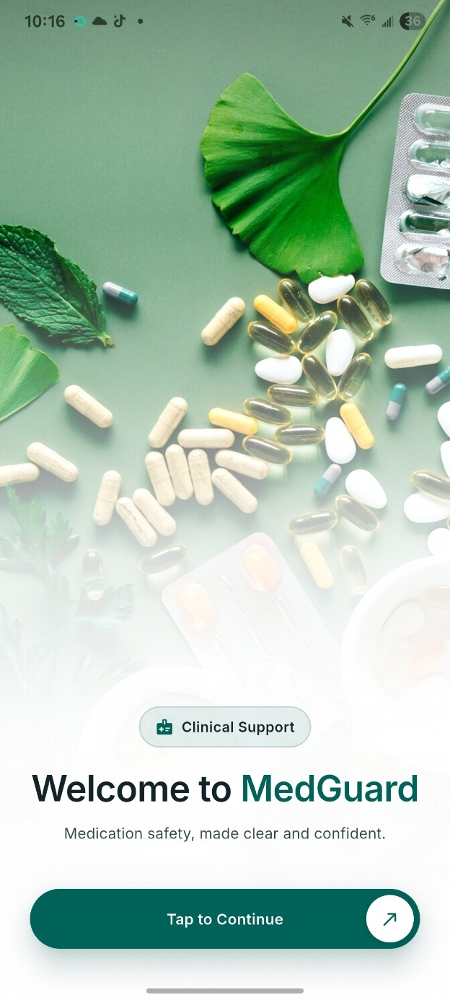 10:16
36
Clinical Support
Welcome to MedGuard
Medication safety, made clear and confident.
Tap to Continue